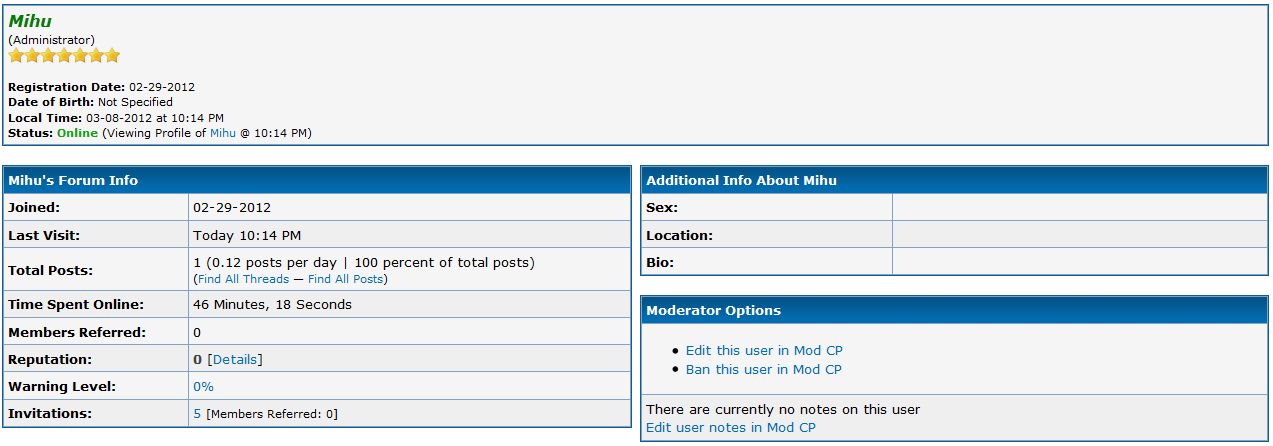 Mihu
(Administrator)
Registration Date: 02-29-2012
Date of Birth: Not Specified
Local Time: 03-08-2012 at 10:14 PM
Status: Online (Viewing Profile of Mihu @ 10:14 PM)
Mihu's Forum Info
Joined: 02-29-2012
Last Visit: Today 10:14 PM
Total Posts: 1 (0.12 posts per day | 100 percent of total posts)
(Find All Threads — Find All Posts)
Time Spent Online: 46 Minutes, 18 Seconds
Members Referred: 0
Reputation: 0 [Details]
Warning Level: 0%
Invitations: 5 [Members Referred: 0]
Additional Info About Mihu
Sex:
Location:
Bio:
Moderator Options
• Edit this user in Mod CP
• Ban this user in Mod CP
There are currently no notes on this user
Edit user notes in Mod CP